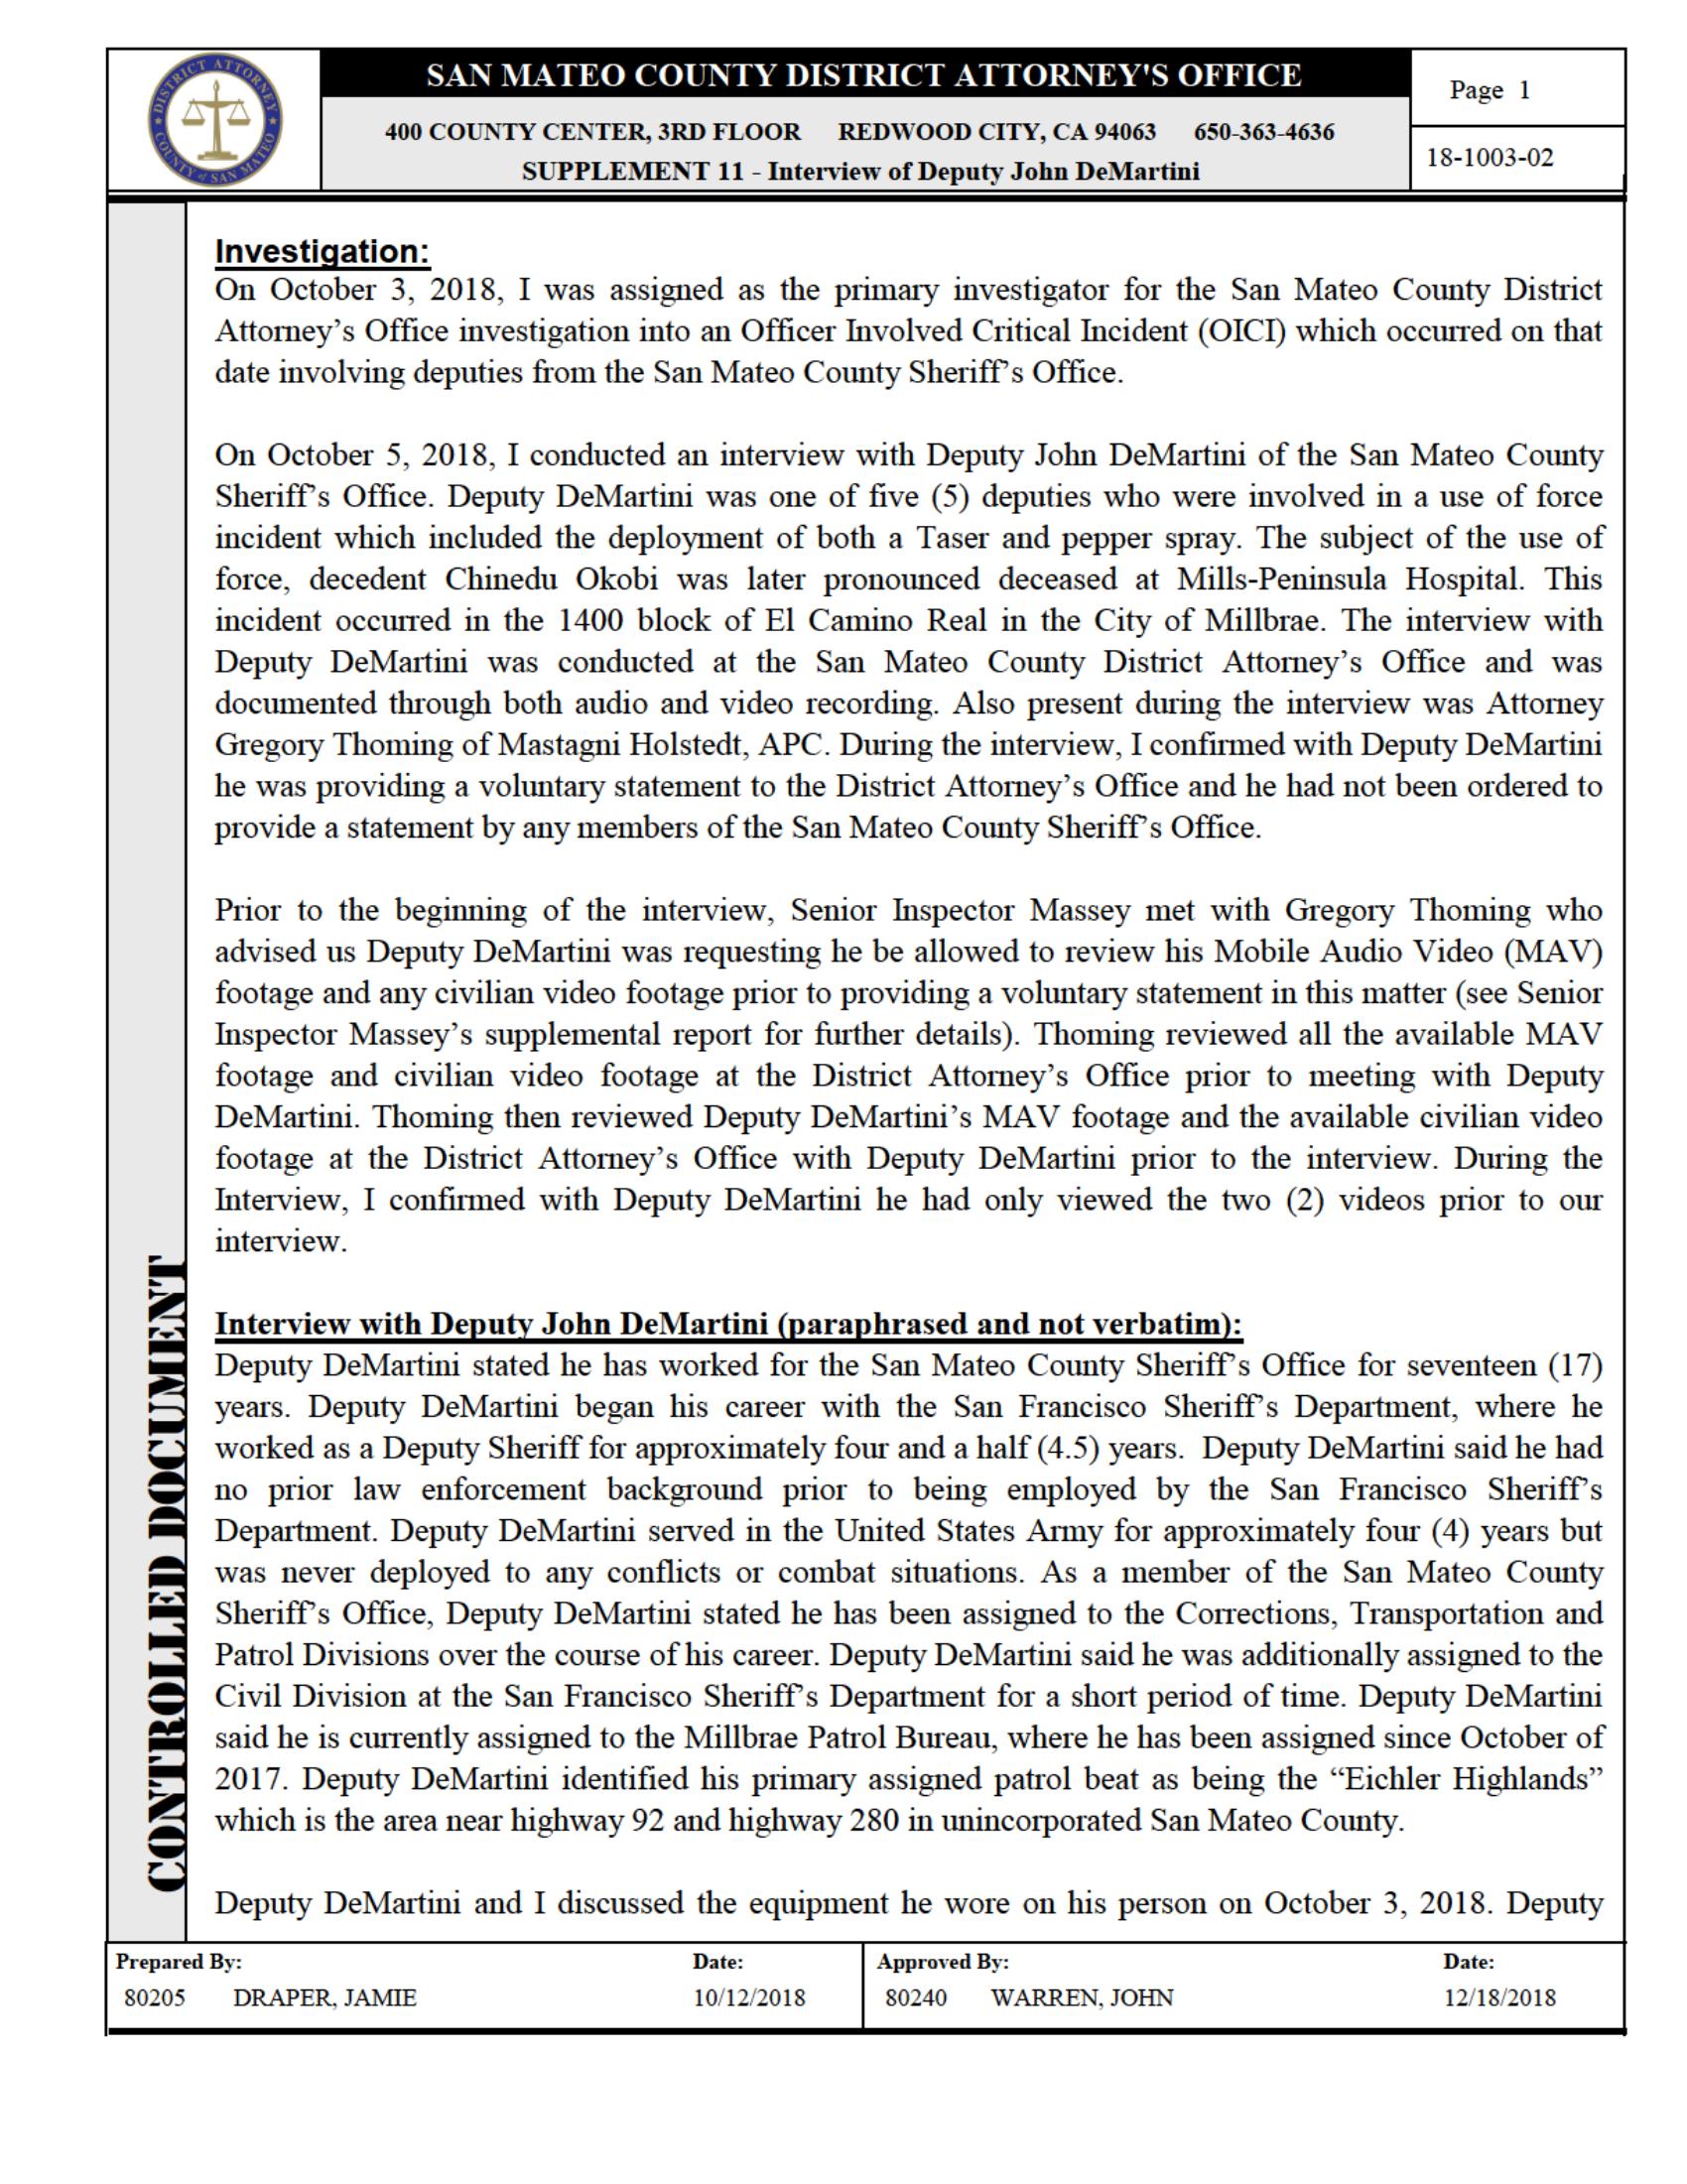 DISTRICT ATTORNEY
COUNTY of SAN MATEO
SAN MATEO COUNTY DISTRICT ATTORNEY'S OFFICE
400 COUNTY CENTER, 3RD FLOOR REDWOOD CITY, CA 94063 650-363-4636
SUPPLEMENT 11 - Interview of Deputy John DeMartini
Page 1
18-1003-02
Investigation:
On October 3, 2018, I was assigned as the primary investigator for the San Mateo County District
Attorney’s Office investigation into an Officer Involved Critical Incident (OICI) which occurred on that
date involving deputies from the San Mateo County Sheriff’s Office.
On October 5, 2018, I conducted an interview with Deputy John DeMartini of the San Mateo County
Sheriff’s Office. Deputy DeMartini was one of five (5) deputies who were involved in a use of force
incident which included the deployment of both a Taser and pepper spray. The subject of the use of
force, decedent Chinedu Okobi was later pronounced deceased at Mills-Peninsula Hospital. This
incident occurred in the 1400 block of El Camino Real in the City of Millbrae. The interview with
Deputy DeMartini was conducted at the San Mateo County District Attorney’s Office and was
documented through both audio and video recording. Also present during the interview was Attorney
Gregory Thoming of Mastagni Holstedt, APC. During the interview, I confirmed with Deputy DeMartini
he was providing a voluntary statement to the District Attorney’s Office and he had not been ordered to
provide a statement by any members of the San Mateo County Sheriff’s Office.
Prior to the beginning of the interview, Senior Inspector Massey met with Gregory Thoming who
advised us Deputy DeMartini was requesting he be allowed to review his Mobile Audio Video (MAV)
footage and any civilian video footage prior to providing a voluntary statement in this matter (see Senior
Inspector Massey’s supplemental report for further details). Thoming reviewed all the available MAV
footage and civilian video footage at the District Attorney’s Office prior to meeting with Deputy
DeMartini. Thoming then reviewed Deputy DeMartini’s MAV footage and the available civilian video
footage at the District Attorney’s Office with Deputy DeMartini prior to the interview. During the
Interview, I confirmed with Deputy DeMartini he had only viewed the two (2) videos prior to our
interview.
Interview with Deputy John DeMartini (paraphrased and not verbatim):
Deputy DeMartini stated he has worked for the San Mateo County Sheriff’s Office for seventeen (17)
years. Deputy DeMartini began his career with the San Francisco Sheriff’s Department, where he
worked as a Deputy Sheriff for approximately four and a half (4.5) years. Deputy DeMartini said he had
no prior law enforcement background prior to being employed by the San Francisco Sheriff’s
Department. Deputy DeMartini served in the United States Army for approximately four (4) years but
was never deployed to any conflicts or combat situations. As a member of the San Mateo County
Sheriff’s Office, Deputy DeMartini stated he has been assigned to the Corrections, Transportation and
Patrol Divisions over the course of his career. Deputy DeMartini said he was additionally assigned to the
Civil Division at the San Francisco Sheriff’s Department for a short period of time. Deputy DeMartini
said he is currently assigned to the Millbrae Patrol Bureau, where he has been assigned since October of
2017. Deputy DeMartini identified his primary assigned patrol beat as being the “Eichler Highlands”
which is the area near highway 92 and highway 280 in unincorporated San Mateo County.
Deputy DeMartini and I discussed the equipment he wore on his person on October 3, 2018. Deputy
CONTROLLED DOCUMENT
Prepared By: Date: Approved By: Date:
80205 DRAPER, JAMIE 10/12/2018 80240 WARREN, JOHN 12/18/2018